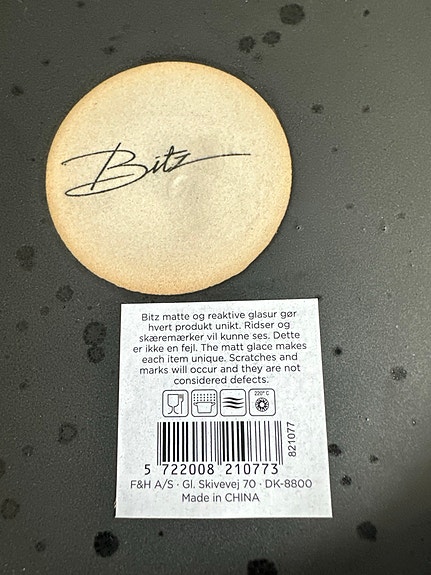 Bitz
Bitz matte og reaktive glasur gør
hvert produkt unikt. Ridser og
skæremærker vil kunne ses. Dette
er ikke en fejl. The matt glace makes
each item unique. Scratches and
marks will occur and they are not
considered defects.
220° C
821077
5 722008 210773
F&H A/S · Gl. Skivevej 70 · DK-8800
Made in CHINA